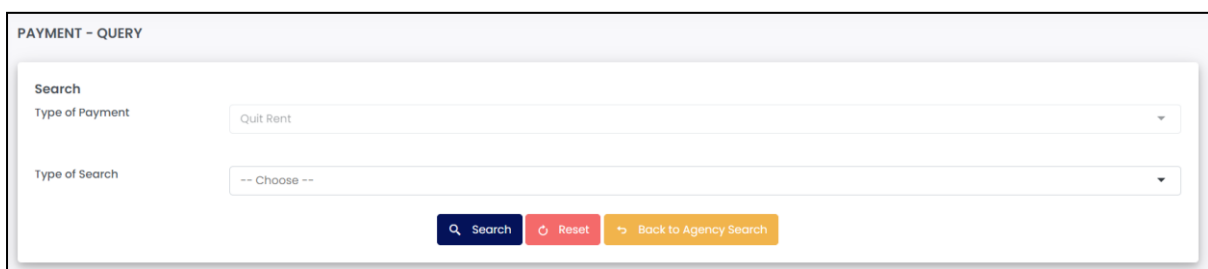 PAYMENT - QUERY
Search
Type of Payment
Quit Rent
Type of Search
-- Choose --
Search
Reset
Back to Agency Search